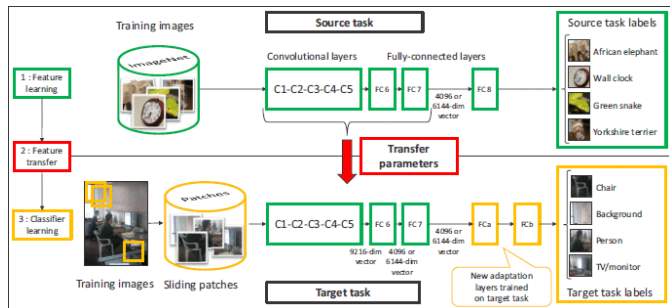 Training images
Source task
Source task labels
ImageNet
Convolutional layers
Fully-connected layers
African elephant
Wall clock
Green snake
Yorkshire terrier
1 : Feature
learning
C1-C2-C3-C4-C5
FC 6
FC 7
4096 or
6144-dim
vector
FC 8
2 : Feature
transfer
Transfer
parameters
3 : Classifier
learning
Patches
C1-C2-C3-C4-C5
FC 6
FC 7
4096 or
6144-dim
vector
FCa
FCb
Chair
Background
Person
TV/monitor
9216-dim
vector
4096 or
6144-dim
vector
New adaptation
layers trained
on target task
Training images
Sliding patches
Target task
Target task labels